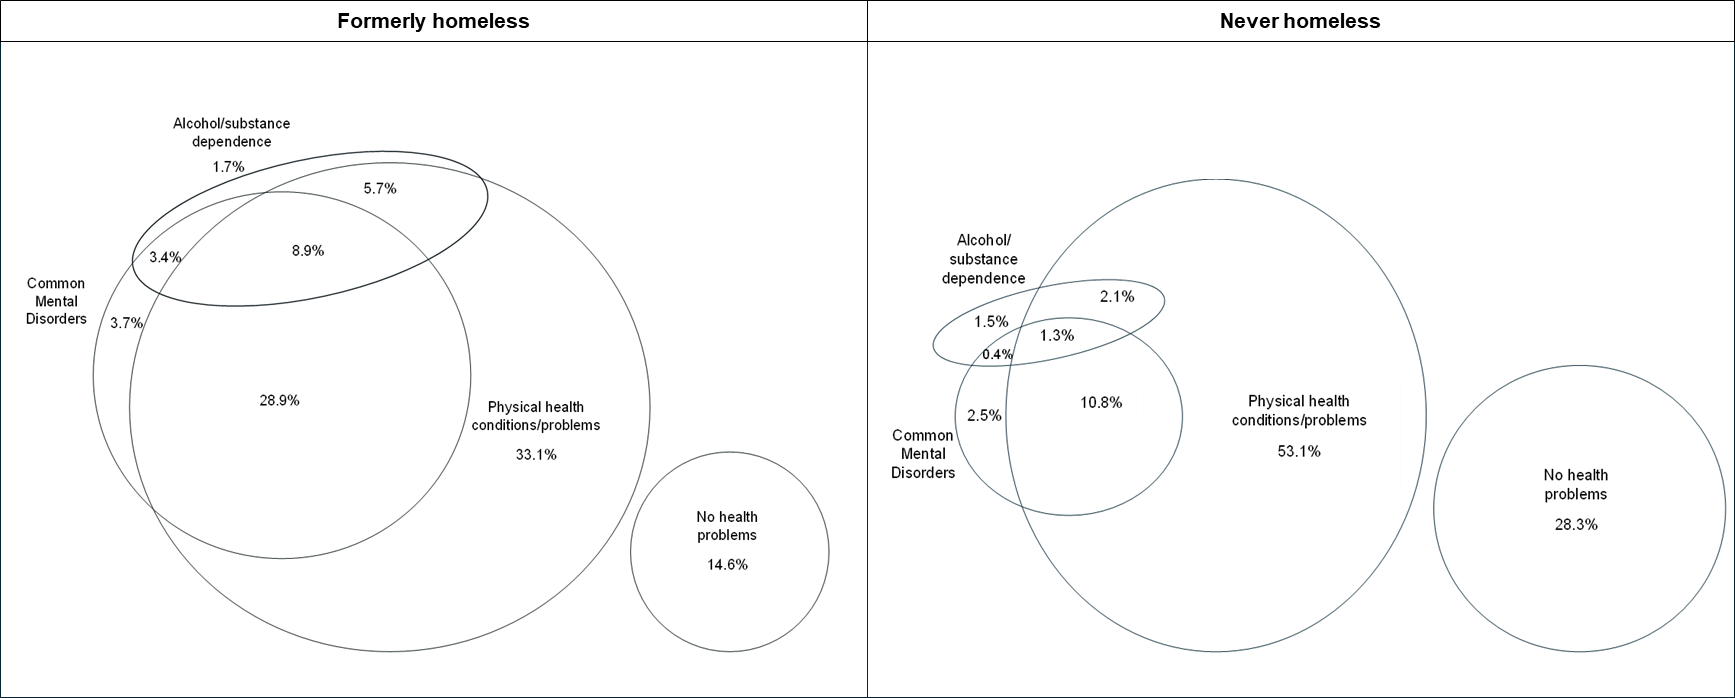 Formerly homeless
Never homeless
Alcohol/substance
dependence
1.7%
5.7%
3.4%
8.9%
Common
Mental
Disorders
3.7%
28.9%
Physical health
conditions/problems
33.1%
No health
problems
14.6%
Alcohol/
substance
dependence
2.1%
1.5%
1.3%
0.4%
10.8%
2.5%
Common
Mental
Disorders
Physical health
conditions/problems
53.1%
No health
problems
28.3%